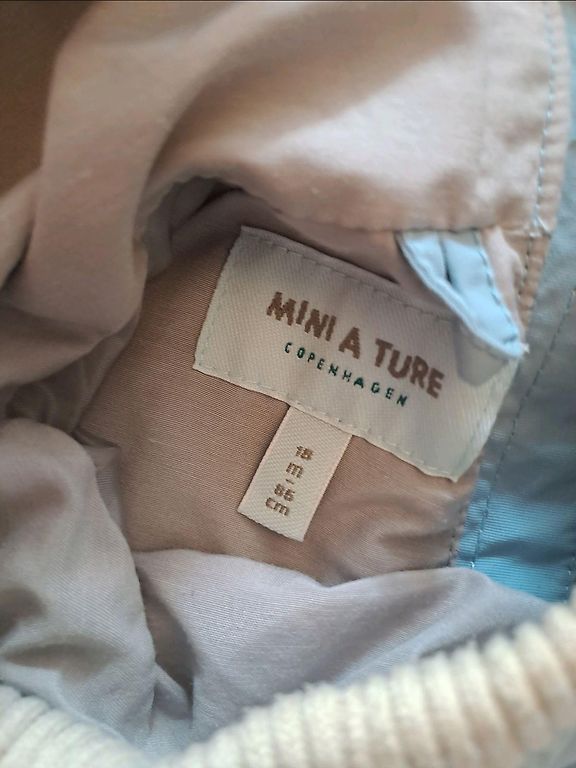 MINI A TURE
COPENHAGEN
18
m
-
86
cm